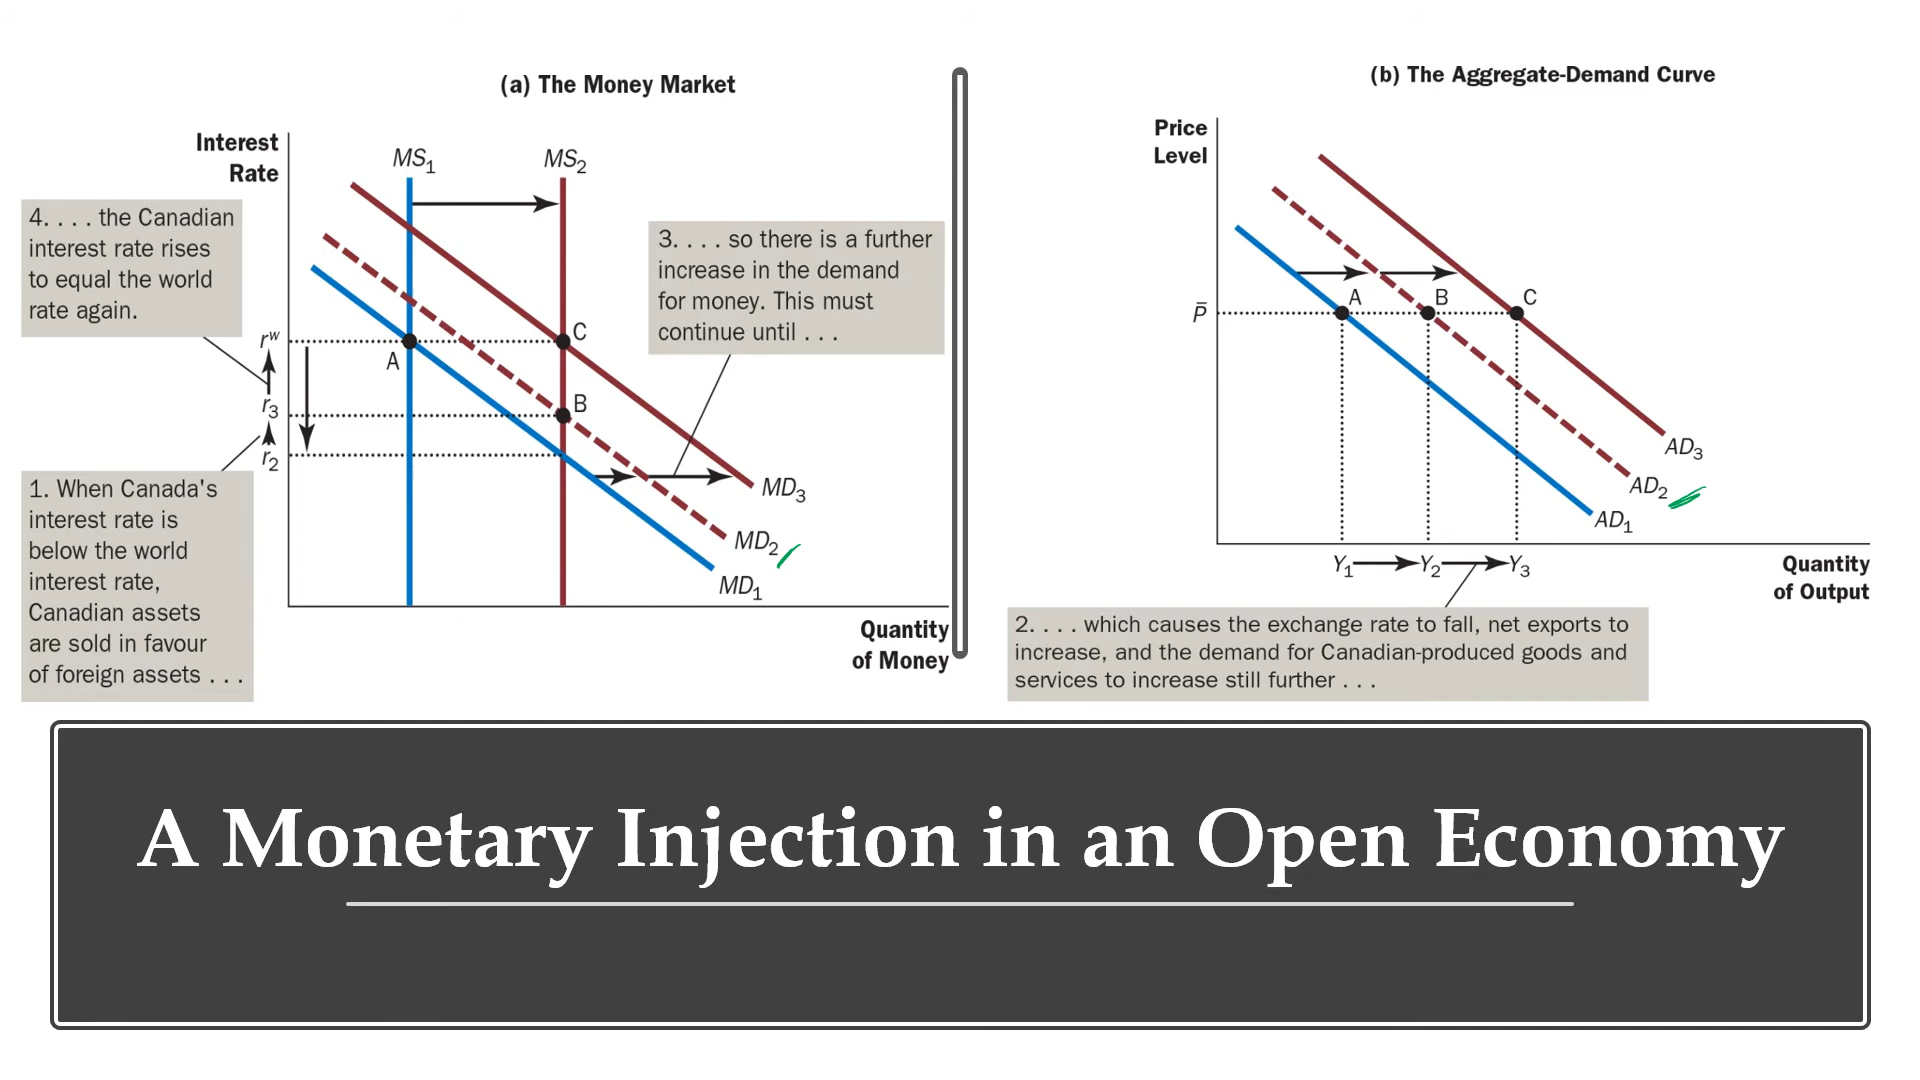 (a) The Money Market
Interest
Rate
MS1
MS2
4. . . . the Canadian
interest rate rises
to equal the world
rate again.
3. . . . so there is a further
increase in the demand
for money. This must
continue until . . .
rw
r3
r2
A
C
B
1. When Canada's
interest rate is
below the world
interest rate,
Canadian assets
are sold in favour
of foreign assets . . .
MD3
MD2
MD1
Quantity
of Money
(b) The Aggregate-Demand Curve
Price
Level
P̄
A
B
C
AD3
AD2
AD1
Y1
Y2
Y3
Quantity
of Output
2. . . . which causes the exchange rate to fall, net exports to
increase, and the demand for Canadian-produced goods and
services to increase still further . . .
A Monetary Injection in an Open Economy